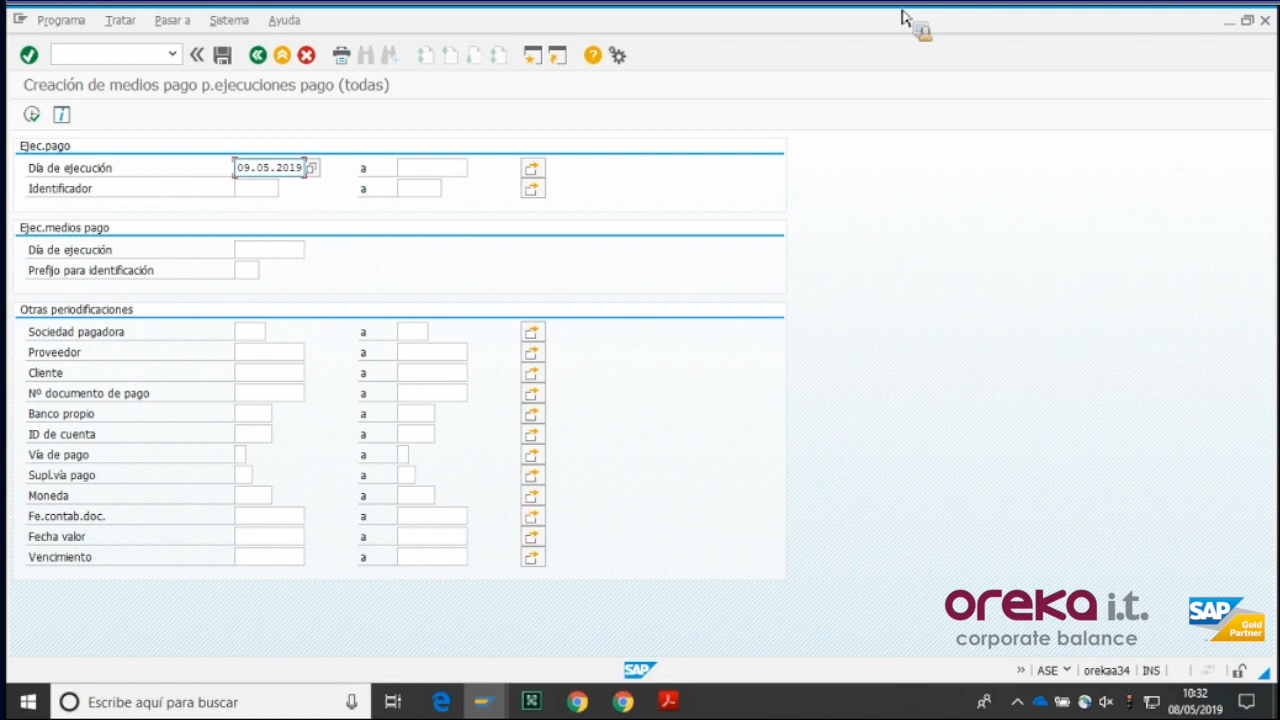 Programa Tratar Pasar a Sistema Ayuda
Creación de medios pago p.ejecuciones pago (todas)
Ejec.pago
Día de ejecución 09.05.2019 a
Identificador a
Ejec.medios pago
Día de ejecución
Prefijo para identificación
Otras periodificaciones
Sociedad pagadora a
Proveedor a
Cliente a
Nº documento de pago a
Banco propio a
ID de cuenta a
Vía de pago a
Supl.vía pago a
Moneda a
Fe.contab.doc. a
Fecha valor a
Vencimiento a
oreka i.t.
corporate balance
SAP
Gold
Partner
SAP
ASE orekaa34 INS
Escribe aquí para buscar
10:32
08/05/2019